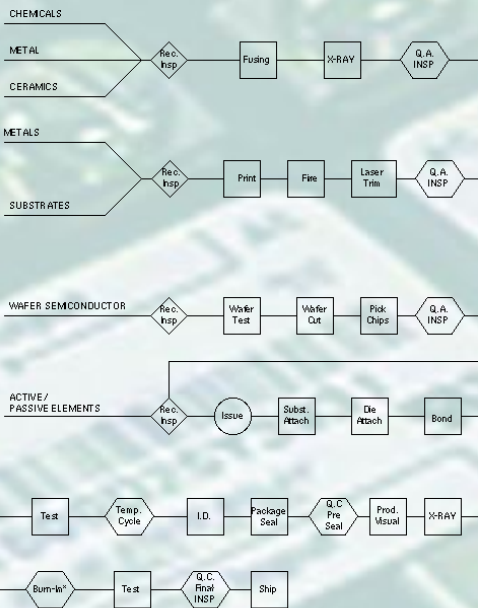 CHEMICALS
METAL
CERAMICS
Rec.
Insp
Fusing
X-RAY
Q.A.
INSP
METALS
SUBSTRATES
Rec.
Insp
Print
Fire
Laser
Trim
Q.A.
INSP
WAFER SEMICONDUCTOR
Rec.
Insp
Wafer
Test
Wafer
Cut
Pick
Chips
Q.A.
INSP
ACTIVE/
PASSIVE ELEMENTS
Rec.
Insp
Issue
Subst.
Attach
Die
Attach
Bond
Test
Temp.
Cycle
I.D.
Package
Seal
Q.C
Pre
Seal
Prod.
Visual
X-RAY
Burn-In*
Test
Q.C.
Final
INSP
Ship